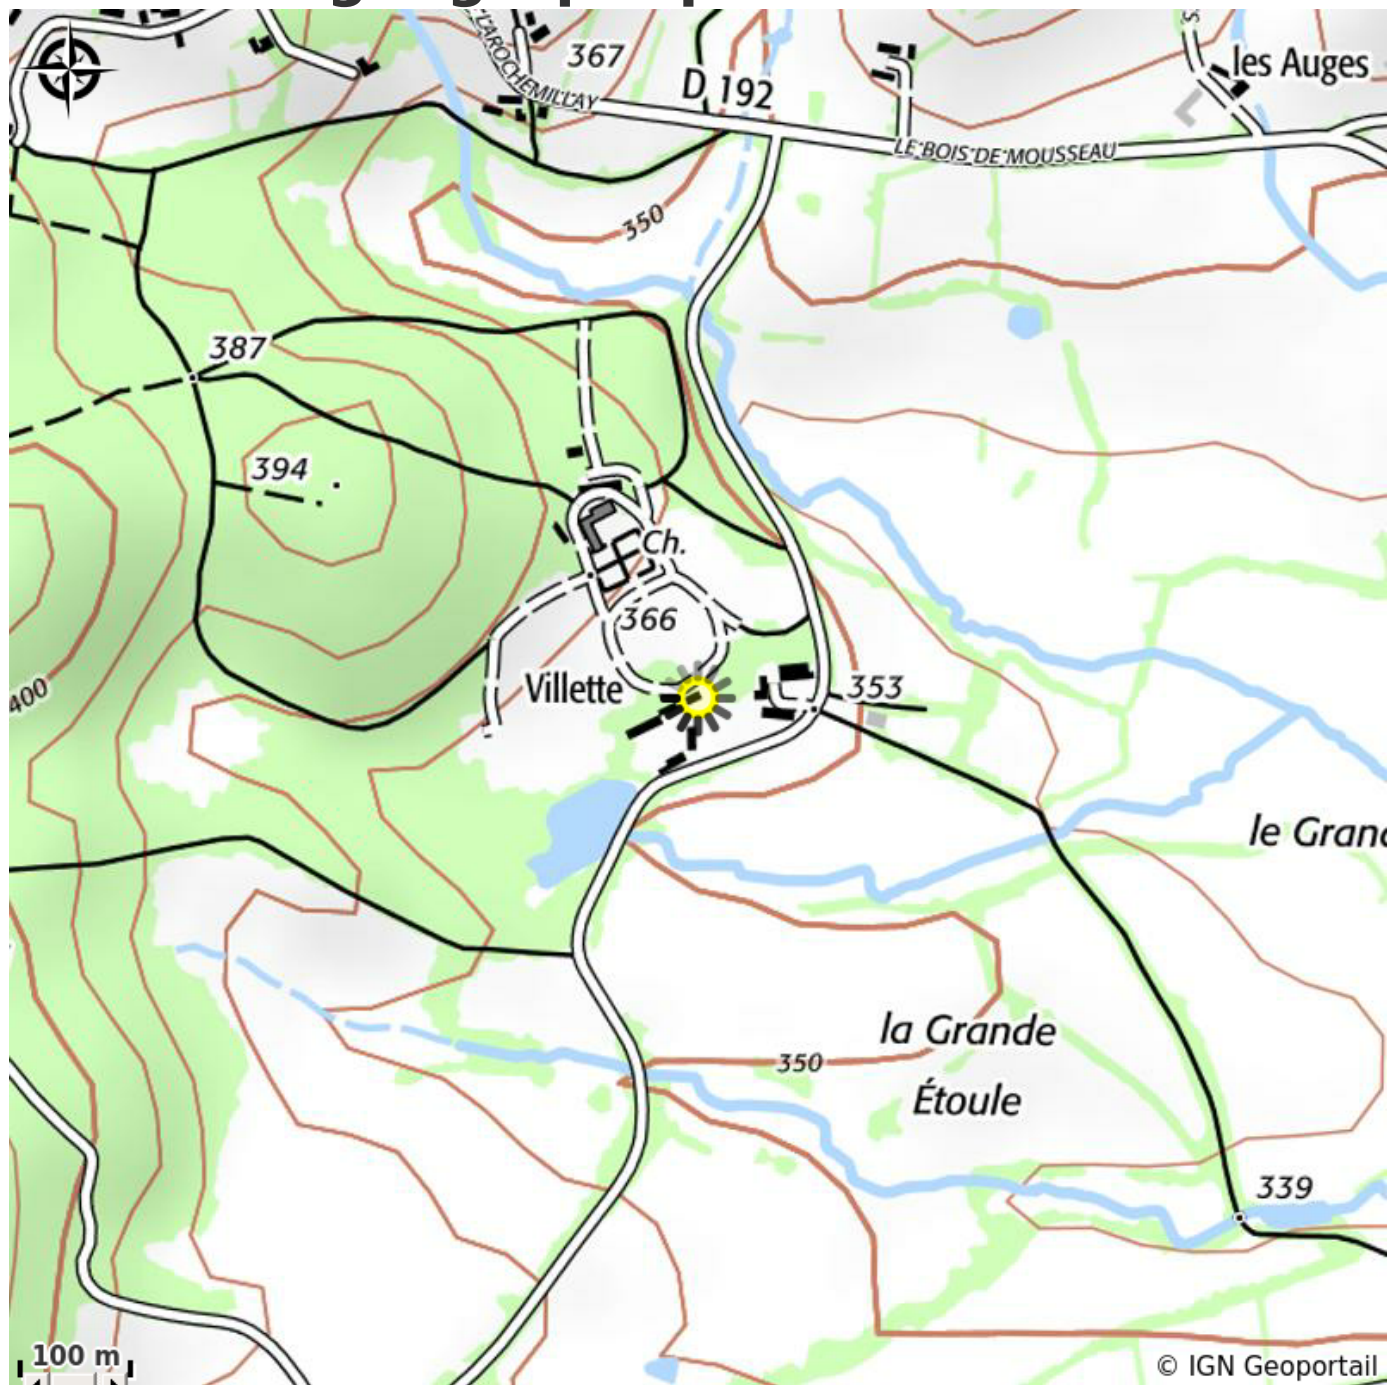 367
les Auges
D 192
LAROCHEMILLAY
LE BOIS DE MOUSSEAU
350
387
394
Ch.
366
Villette
353
400
le Grand
la Grande
Étoule
350
339
100 m
© IGN Geoportail